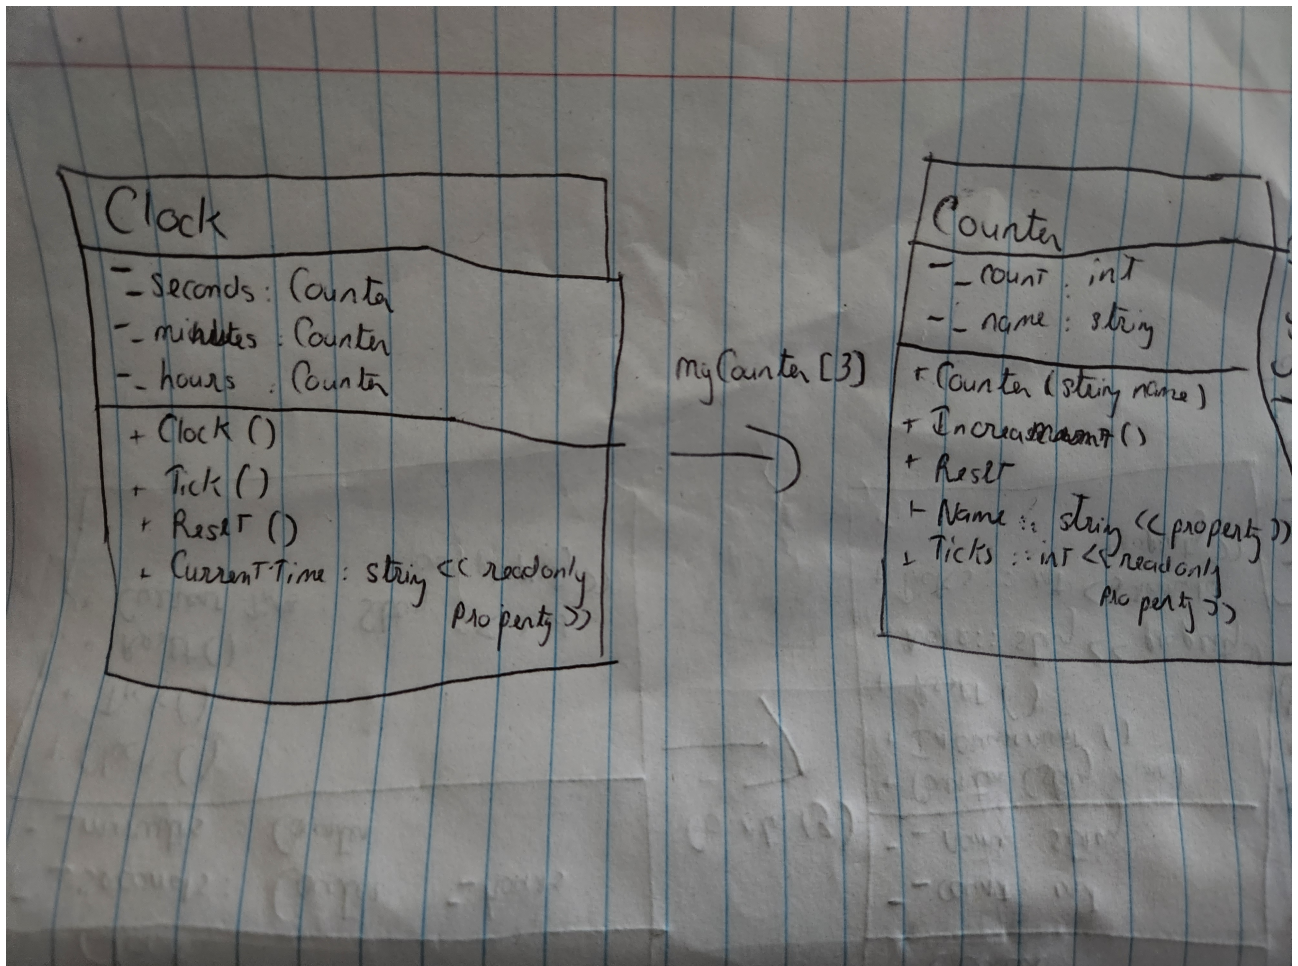 Clock
- _seconds : Counter
- _minutes : Counter
- _hours : Counter
+ Clock ()
+ Tick ()
+ Reset ()
+ CurrentTime : string << readonly
property >>
myCounter [3]
Counter
- _count : int
- _name : string
+ Counter (string name)
+ Increament ()
+ Reset
+ Name :: string << property >>
+ Ticks :: int << readonly
property >>